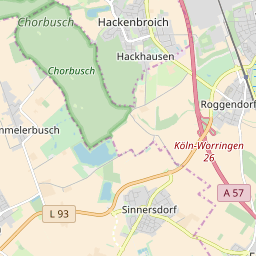 Chorbusch
Hackenbroich
Hackhausen
Chorbusch
Roggendorf
mmelerbusch
Köln-Worringen
26
A 57
L 93
Sinnersdorf